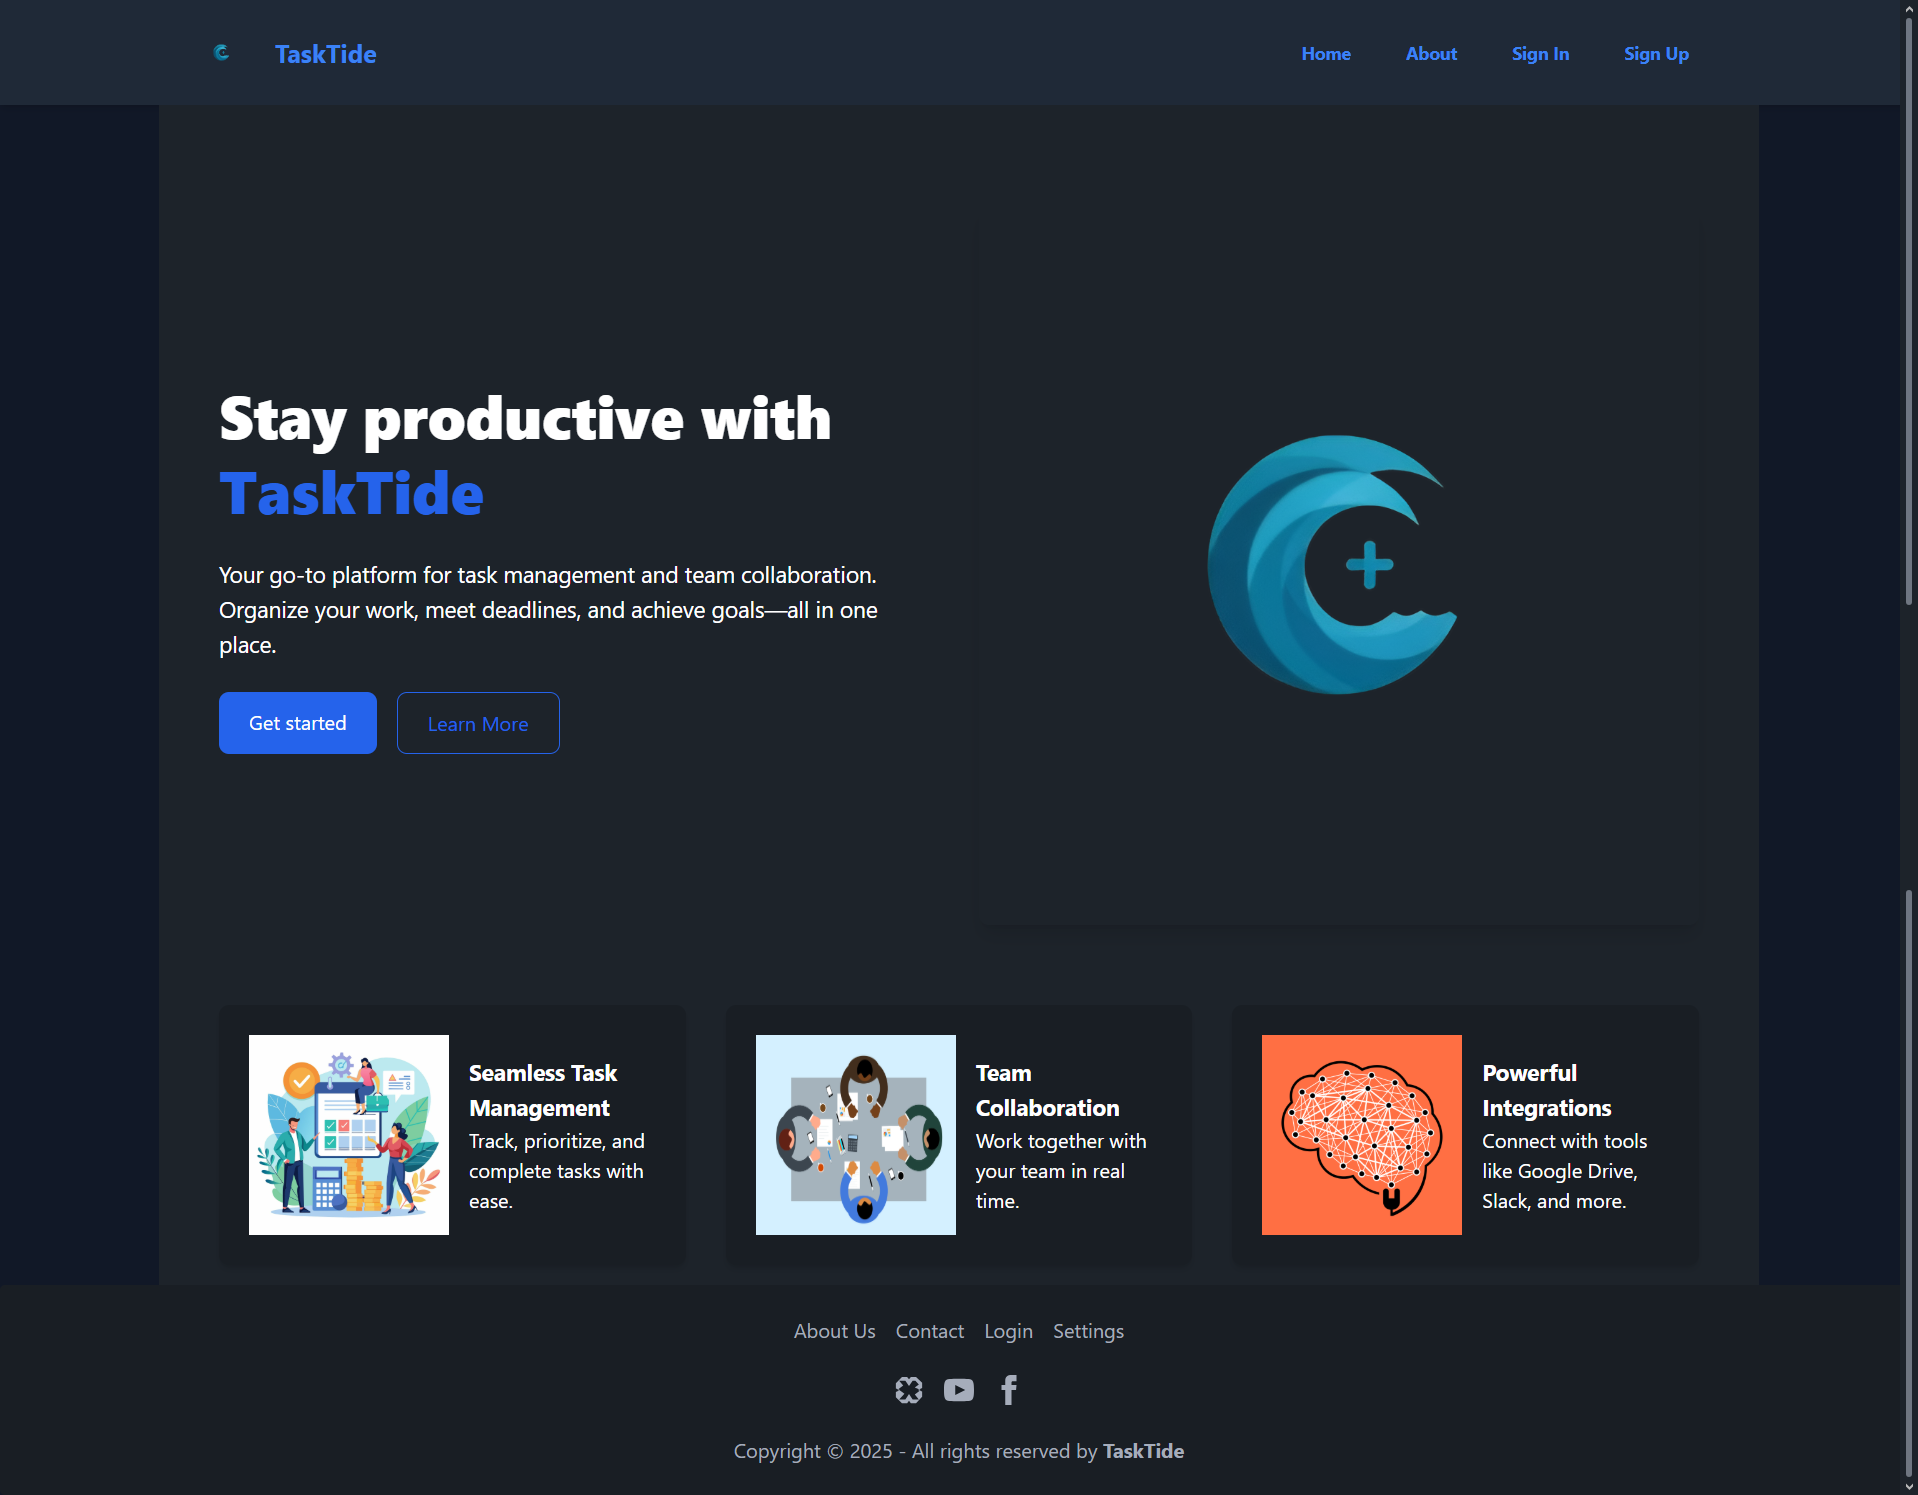 TaskTide
Home About Sign In Sign Up
Stay productive with
TaskTide
Your go-to platform for task management and team collaboration.
Organize your work, meet deadlines, and achieve goals—all in one
place.
Get started Learn More
Seamless Task
Management
Track, prioritize, and
complete tasks with
ease.
Team
Collaboration
Work together with
your team in real
time.
Powerful
Integrations
Connect with tools
like Google Drive,
Slack, and more.
About Us Contact Login Settings
Copyright © 2025 - All rights reserved by TaskTide